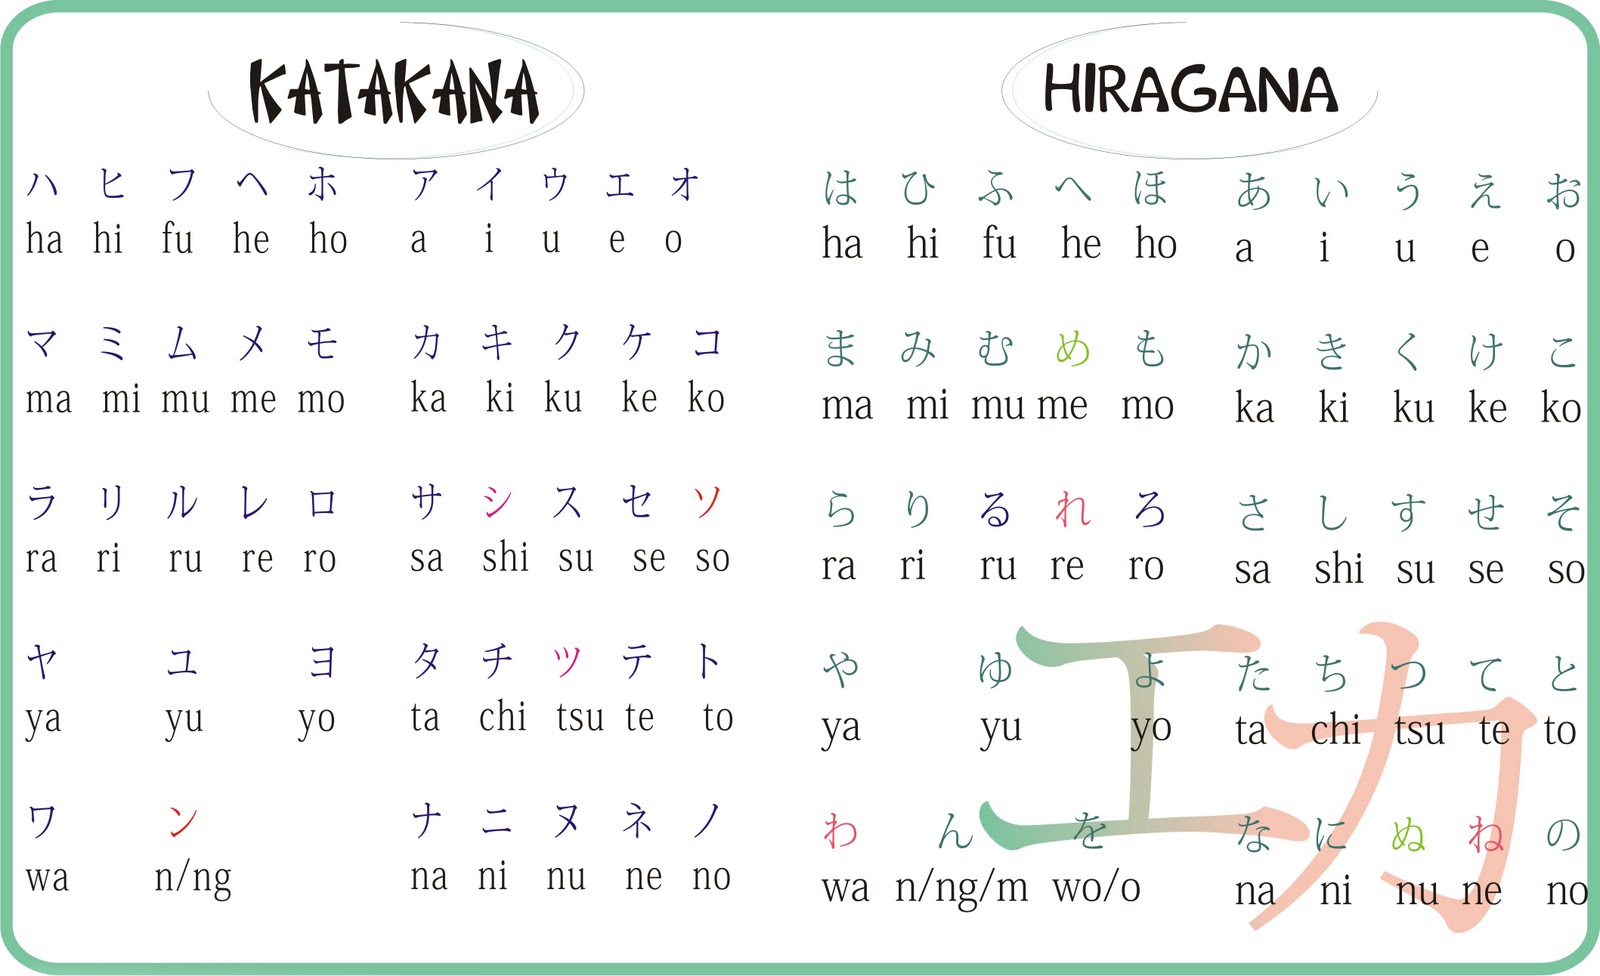 KATAKANA
ハ ヒ フ ヘ ホ ア イ ウ エ オ
ha hi fu he ho a i u e o
マ ミ ム メ モ カ キ ク ケ コ
ma mi mu me mo ka ki ku ke ko
ラ リ ル レ ロ サ シ ス セ ソ
ra ri ru re ro sa shi su se so
ヤ ユ ヨ タ チ ツ テ ト
ya yu yo ta chi tsu te to
ワ ン ナ ニ ヌ ネ ノ
wa n/ng na ni nu ne no
HIRAGANA
は ひ ふ へ ほ あ い う え お
ha hi fu he ho a i u e o
ま み む め も か き く け こ
ma mi mu me mo ka ki ku ke ko
ら り る れ ろ さ し す せ そ
ra ri ru re ro sa shi su se so
や ゆ よ た ち つ て と
ya yu yo ta chi tsu te to
わ ん を な に ぬ ね の
wa n/ng/m wo/o na ni nu ne no
功